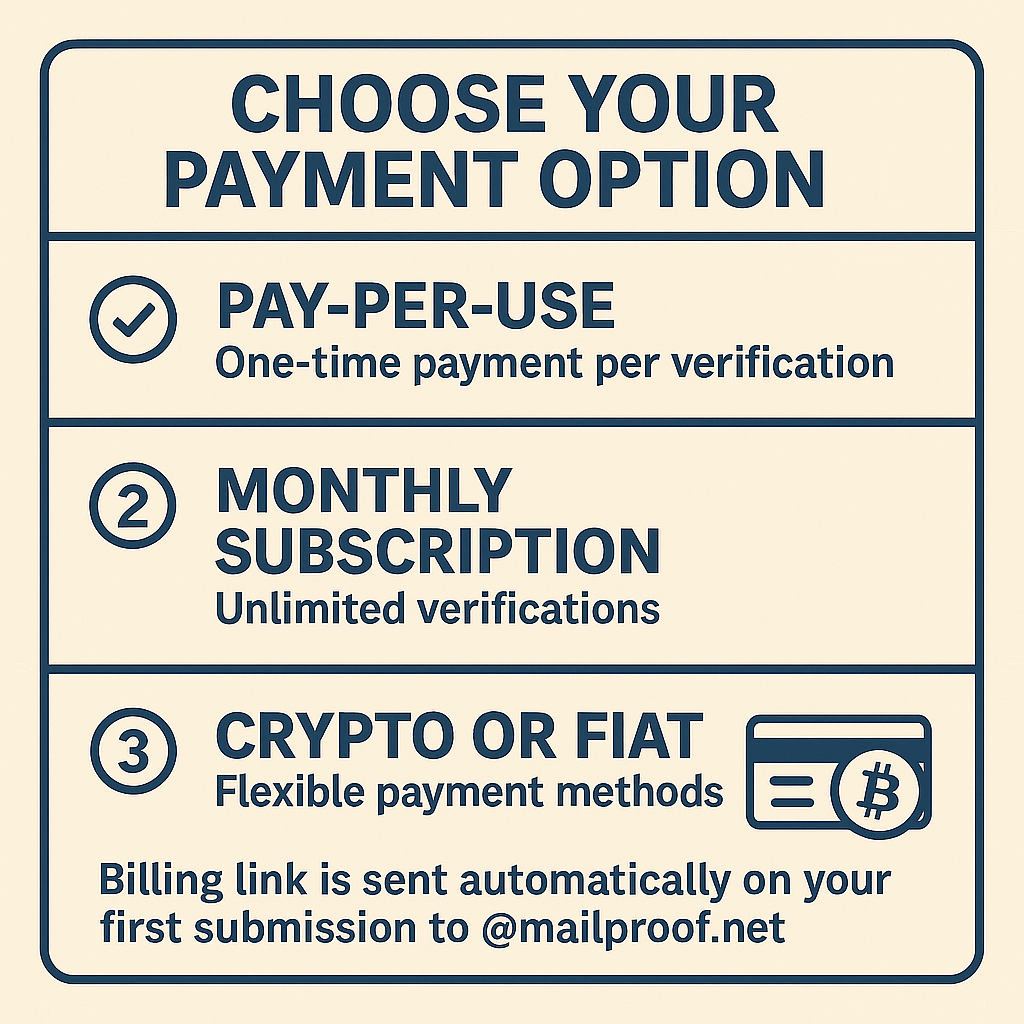 CHOOSE YOUR
PAYMENT OPTION
PAY-PER-USE
One-time payment per verification
2
MONTHLY
SUBSCRIPTION
Unlimited verifications
3
CRYPTO OR FIAT
Flexible payment methods
Billing link is sent automatically on your
first submission to @mailproof.net